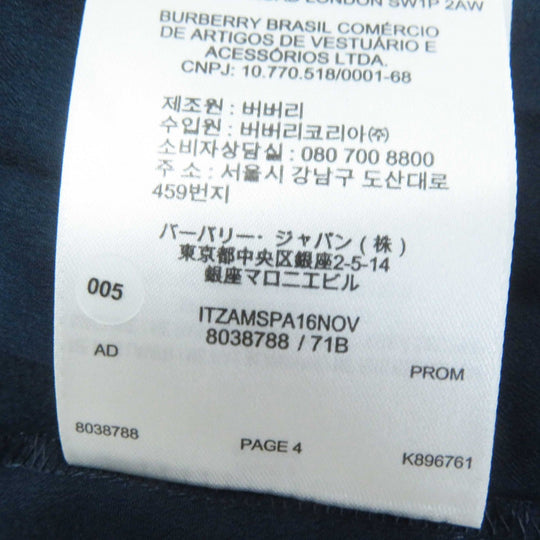 LONDON SW1P 2AW
BURBERRY BRASIL COMÉRCIO
DE ARTIGOS DE VESTUÁRIO E
ACESSÓRIOS LTDA.
CNPJ: 10.770.518/0001-68
제조원 : 버버리
수입원 : 버버리코리아㈜
소비자상담실 : 080 700 8800
주 소 : 서울시 강남구 도산대로
459번지
バーバリー・ジャパン(株)
東京都中央区銀座2-5-14
銀座マロニエビル
005
ITZAMSPA16NOV
8038788 / 71B
AD
PROM
8038788
PAGE 4
K896761